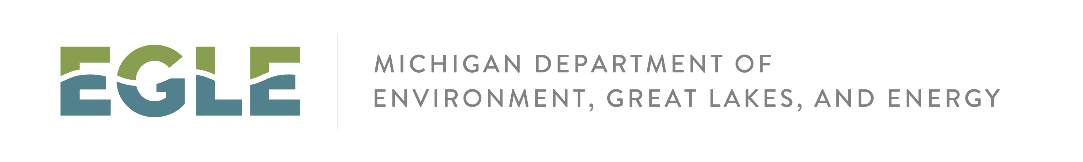 EGLE
MICHIGAN DEPARTMENT OF
ENVIRONMENT, GREAT LAKES, AND ENERGY